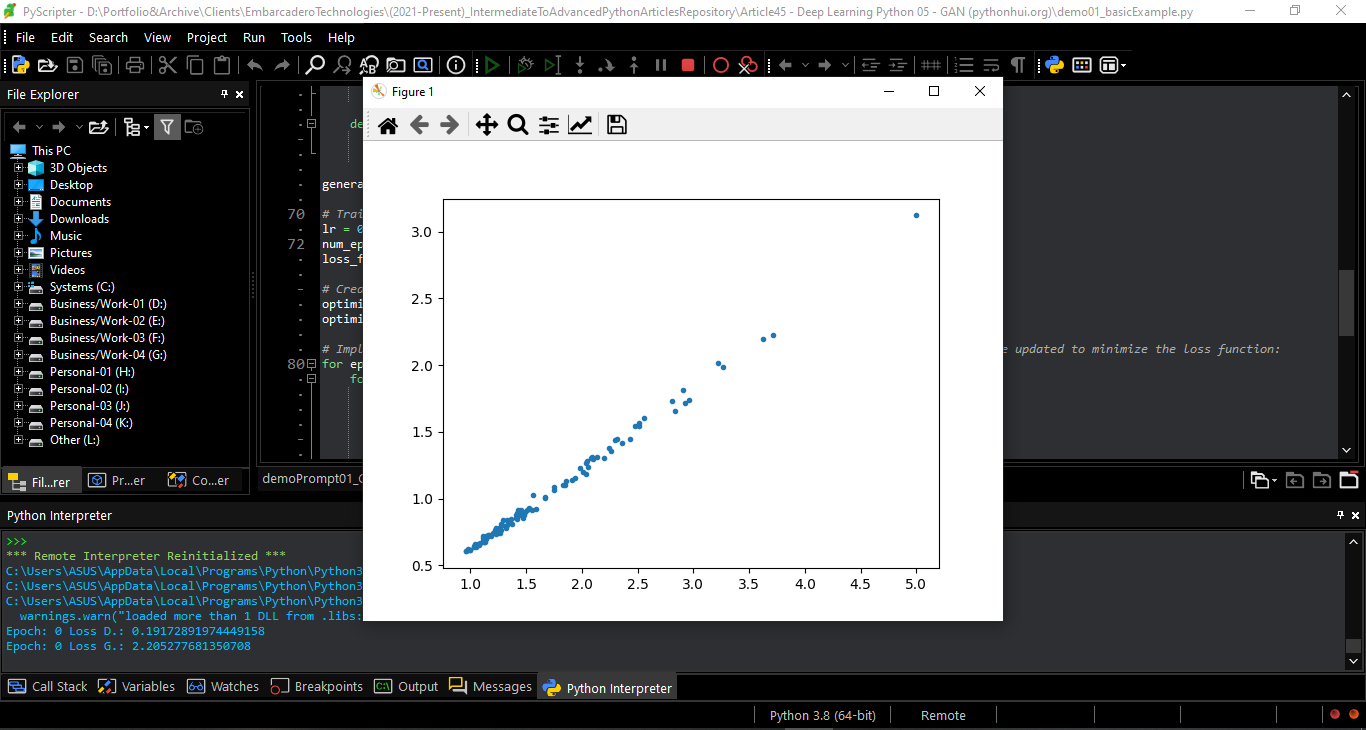 PyScripter - D:\Portfolio&Archive\Clients\EmbarcaderoTechnologies\(2021-Present)_IntermediateToAdvancedPythonArticlesRepository\Article45 - Deep Learning Python 05 - GAN (pythonhui.org)\demo01_basicExample.py
File Edit Search View Project Run Tools Help
File Explorer
Figure 1
This PC
3D Objects
Desktop
Documents
Downloads
Music
Pictures
Videos
Systems (C:)
Business/Work-01 (D:)
Business/Work-02 (E:)
Business/Work-03 (F:)
Business/Work-04 (G:)
Personal-01 (H:)
Personal-02 (I:)
Personal-03 (J:)
Personal-04 (K:)
Other (L:)
Fil...rer Pr...er Co...er
de
genera
70 # Trai
lr = 0
72 num_ep
loss_f
# Crea
optimi
optimi
# Impl
e updated to minimize the loss function:
80 for ep
fo
demoPrompt01_G
3.0
2.5
2.0
1.5
1.0
0.5
1.0 1.5 2.0 2.5 3.0 3.5 4.0 4.5 5.0
Python Interpreter
>>>
*** Remote Interpreter Reinitialized ***
C:\Users\ASUS\AppData\Local\Programs\Python\Python3
C:\Users\ASUS\AppData\Local\Programs\Python\Python3
C:\Users\ASUS\AppData\Local\Programs\Python\Python3
warnings.warn("loaded more than 1 DLL from .libs:
Epoch: 0 Loss D.: 0.19172891974449158
Epoch: 0 Loss G.: 2.205277681350708
Call Stack Variables Watches Breakpoints Output Messages Python Interpreter
Python 3.8 (64-bit) Remote